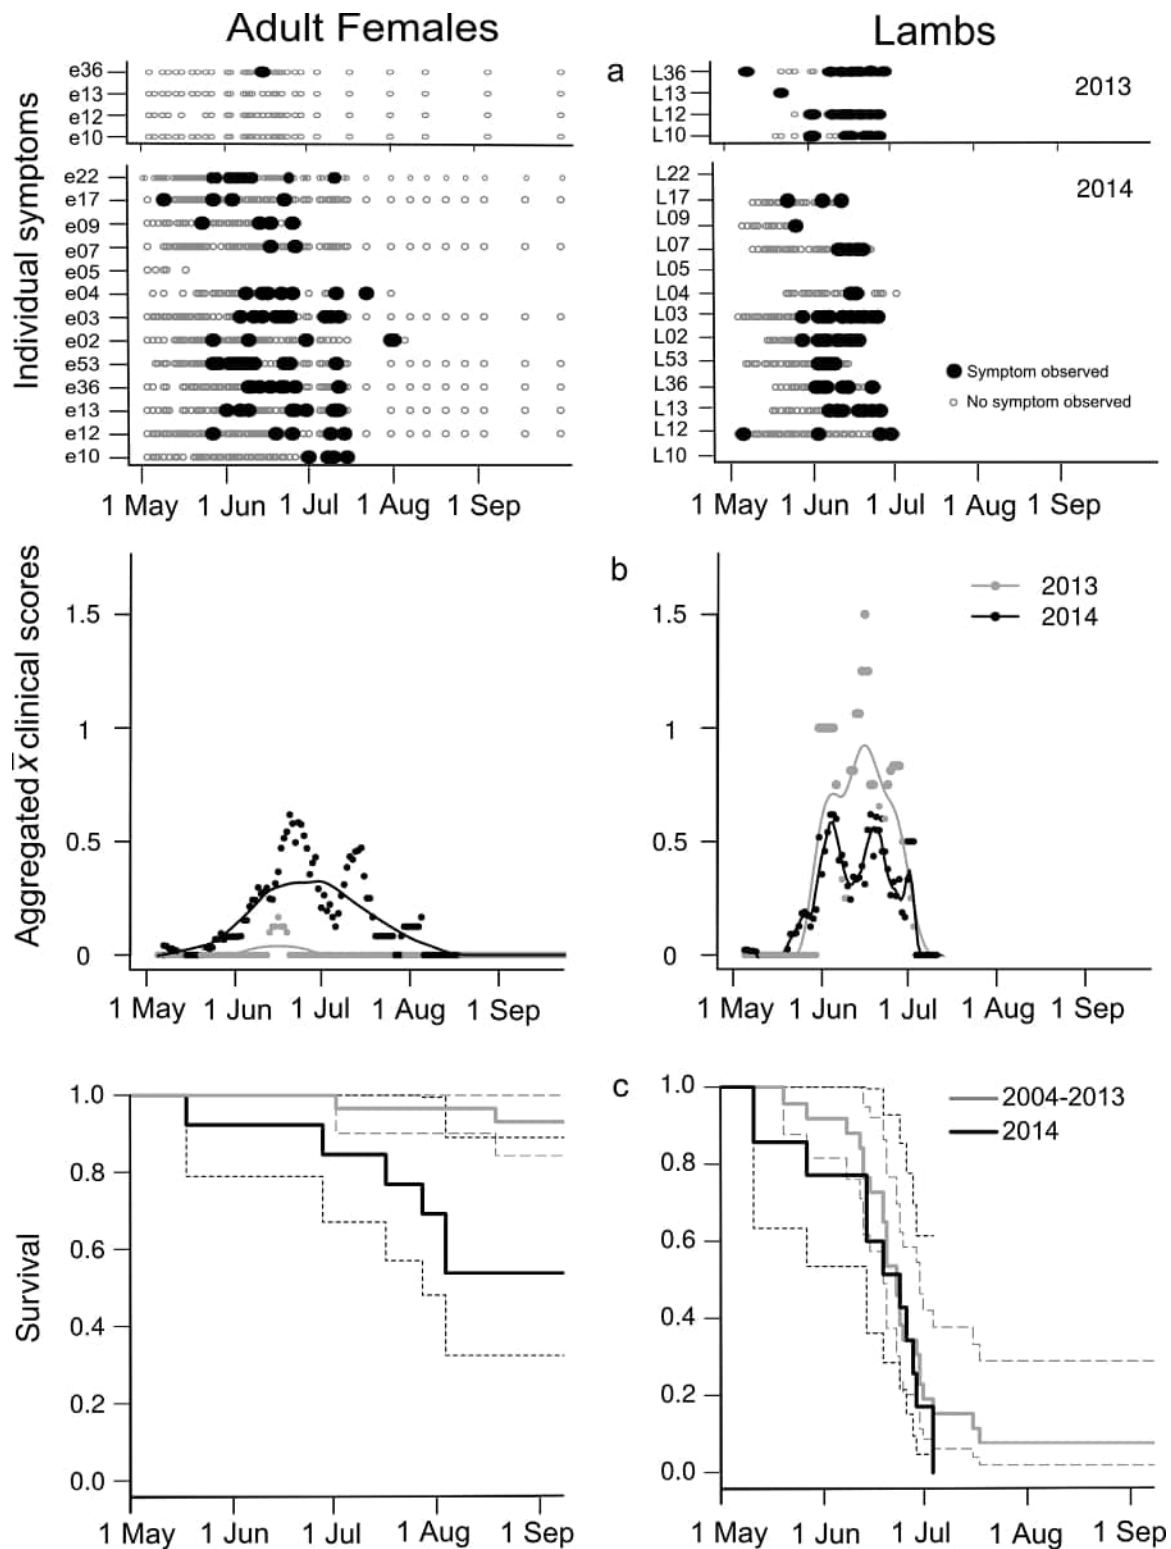 Adult Females
Lambs
Individual symptoms
e36
e13
e12
e10
a
L36
L13
L12
L10
2013
e22
e17
e09
e07
e05
e04
e03
e02
e53
e36
e13
e12
e10
1 May 1 Jun 1 Jul 1 Aug 1 Sep
L22
L17
L09
L07
L05
L04
L03
L02
L53
L36
L13
L12
L10
2014
Symptom observed
No symptom observed
1 May 1 Jun 1 Jul 1 Aug 1 Sep
Aggregated x̄ clinical scores
1.5
1
0.5
0
1 May 1 Jun 1 Jul 1 Aug 1 Sep
b
1.5
1
0.5
0
2013
2014
1 May 1 Jun 1 Jul 1 Aug 1 Sep
Survival
1.0
0.8
0.6
0.4
0.2
0.0
1 May 1 Jun 1 Jul 1 Aug 1 Sep
c
1.0
0.8
0.6
0.4
0.2
0.0
2004-2013
2014
1 May 1 Jun 1 Jul 1 Aug 1 Sep